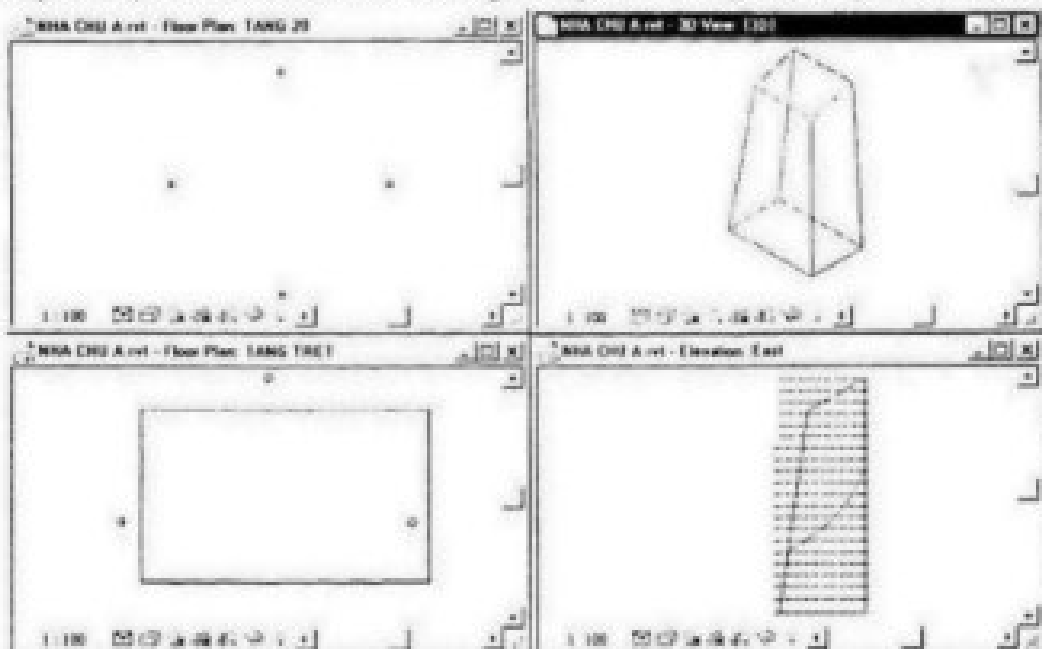 NHA CHU A.rvt - Floor Plan: TANG 20
NHA CHU A.rvt - 3D View: {3D}
1 : 100
1 : 100
NHA CHU A.rvt - Floor Plan: TANG TRET
NHA CHU A.rvt - Elevation: East
1 : 100
1 : 100